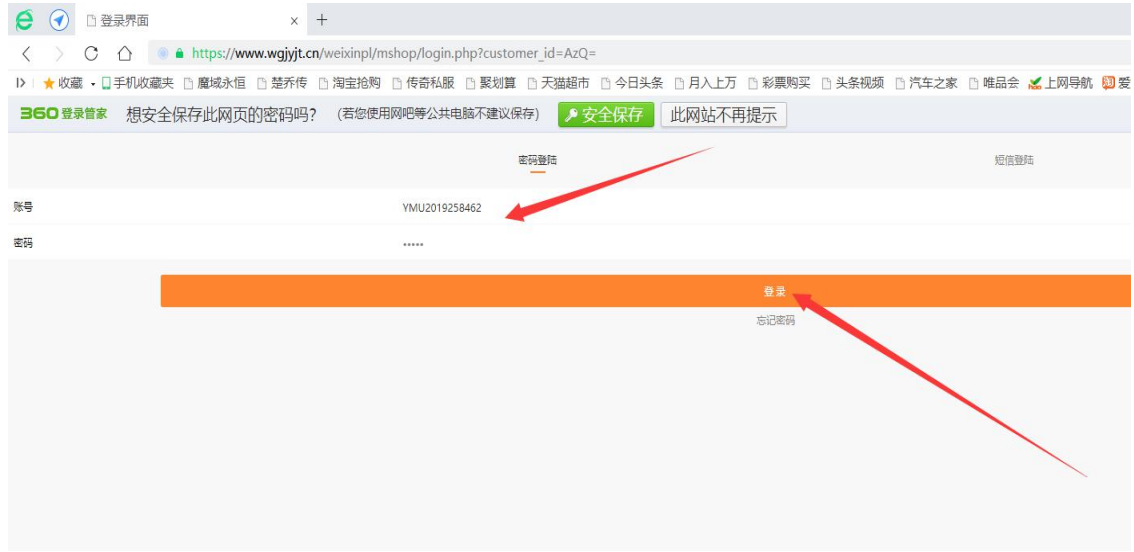 登录界面
https://www.wgjyjt.cn/weixinpl/mshop/login.php?customer_id=AzQ=
收藏 手机收藏夹 魔域永恒 楚乔传 淘宝抢购 传奇私服 聚划算 天猫超市 今日头条 月入上万 彩票购买 头条视频 汽车之家 唯品会 上网导航 爱
360登录管家 想安全保存此网页的密码吗? (若您使用网吧等公共电脑不建议保存) 安全保存 此网站不再提示
密码登陆 短信登陆
账号 YMU2019258462
密码 •••••
登录
忘记密码